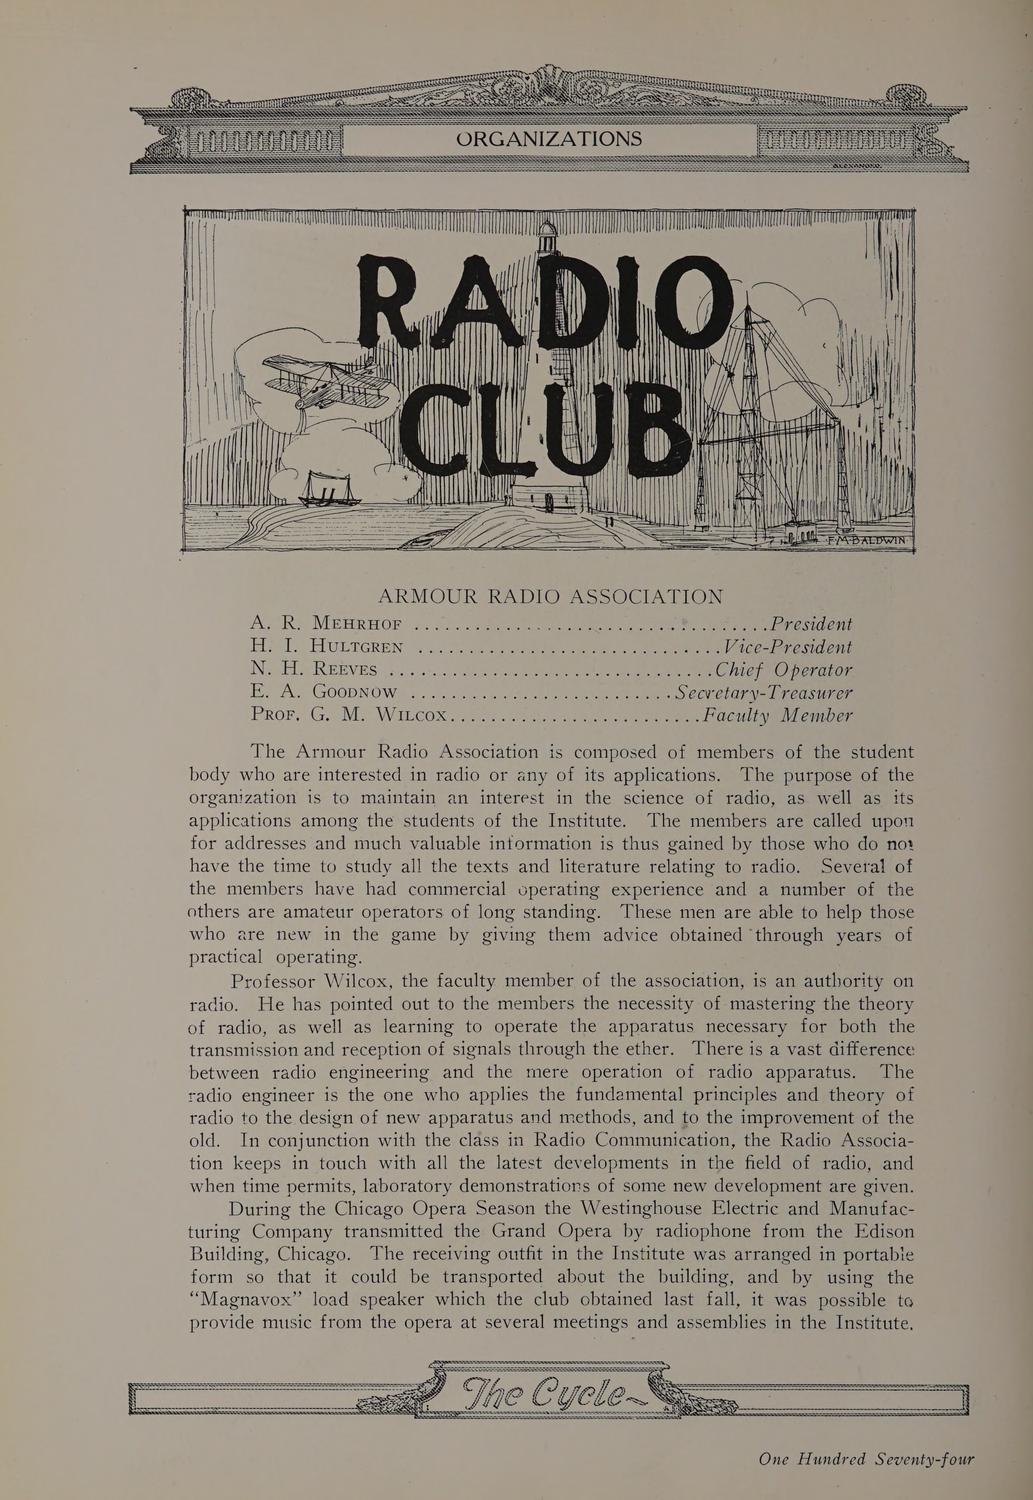 ORGANIZATIONS
ALEXANDRO.
RADIO
CLUB
F.M.BALDWIN
ARMOUR RADIO ASSOCIATION
A. R. MEHRHOF ........................................ President
H. I. HULTGREN ................................ Vice-President
N. H. REEVES .................................. Chief Operator
E. A. GOODNOW ........................... Secretary-Treasurer
PROF. G. M. WILCOX.......................... Faculty Member
The Armour Radio Association is composed of members of the student
body who are interested in radio or any of its applications. The purpose of the
organization is to maintain an interest in the science of radio, as well as its
applications among the students of the Institute. The members are called upon
for addresses and much valuable information is thus gained by those who do not
have the time to study all the texts and literature relating to radio. Several of
the members have had commercial operating experience and a number of the
others are amateur operators of long standing. These men are able to help those
who are new in the game by giving them advice obtained through years of
practical operating.
Professor Wilcox, the faculty member of the association, is an authority on
radio. He has pointed out to the members the necessity of mastering the theory
of radio, as well as learning to operate the apparatus necessary for both the
transmission and reception of signals through the ether. There is a vast difference
between radio engineering and the mere operation of radio apparatus. The
radio engineer is the one who applies the fundamental principles and theory of
radio to the design of new apparatus and methods, and to the improvement of the
old. In conjunction with the class in Radio Communication, the Radio Associa-
tion keeps in touch with all the latest developments in the field of radio, and
when time permits, laboratory demonstrations of some new development are given.
During the Chicago Opera Season the Westinghouse Electric and Manufac-
turing Company transmitted the Grand Opera by radiophone from the Edison
Building, Chicago. The receiving outfit in the Institute was arranged in portable
form so that it could be transported about the building, and by using the
“Magnavox” load speaker which the club obtained last fall, it was possible to
provide music from the opera at several meetings and assemblies in the Institute.
The Cycle
One Hundred Seventy-four